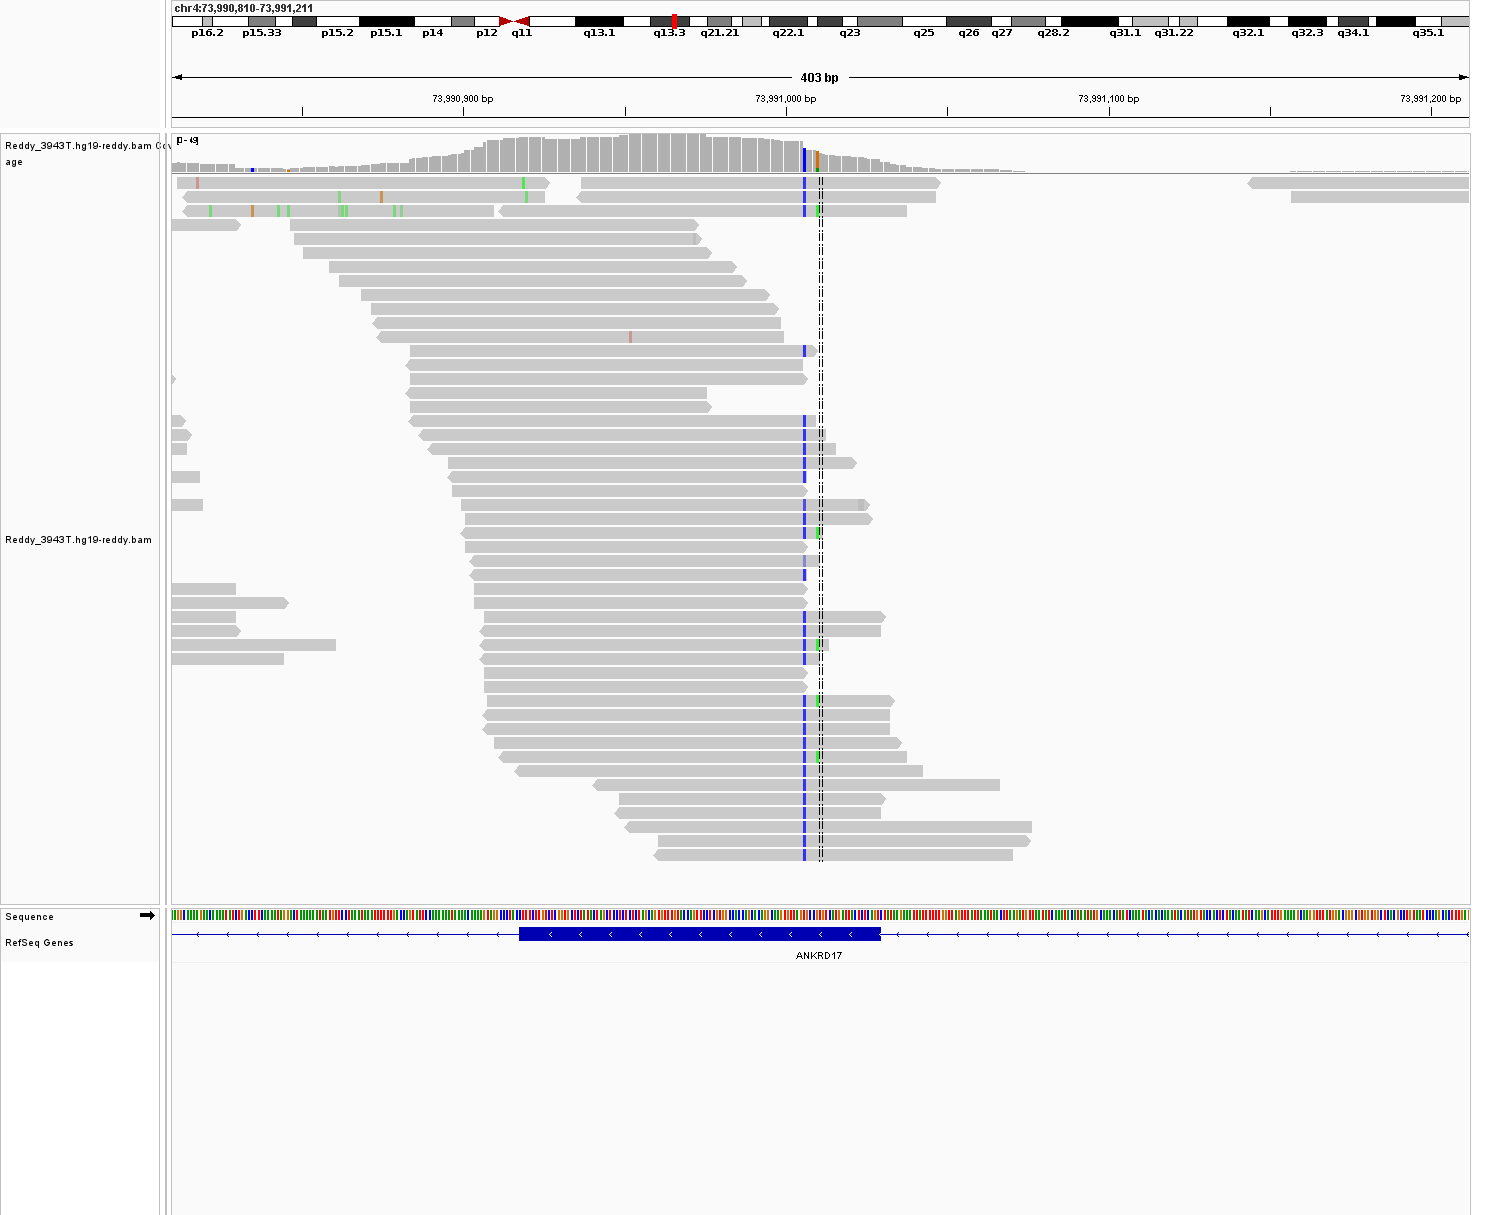 chr4:73,990,810-73,991,211
p16.2 p15.33 p15.2 p15.1 p14 p12 q11 q13.1 q13.3 q21.21 q22.1 q23 q25 q26 q27 q28.2 q31.1 q31.22 q32.1 q32.3 q34.1 q35.1
403 bp
73,990,900 bp 73,991,000 bp 73,991,100 bp 73,991,200 bp
Reddy_3943T.hg19-reddy.bam Cov
age
Reddy_3943T.hg19-reddy.bam
Sequence
RefSeq Genes
ANKRD17